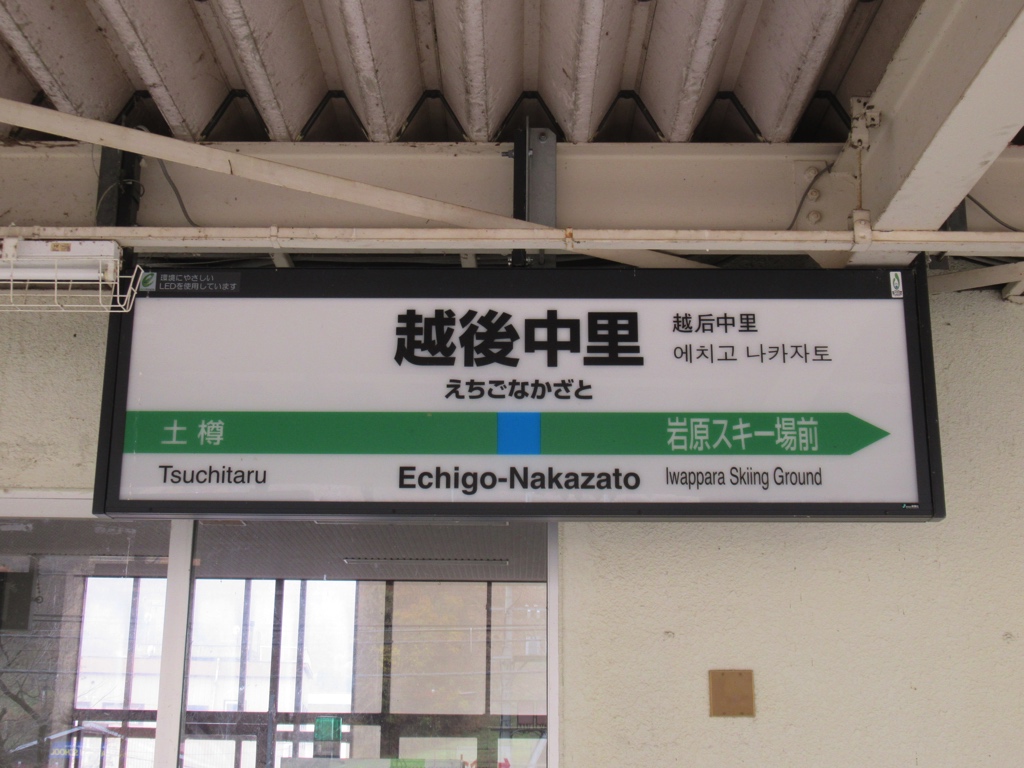 環境にやさしい
LEDを使用しています
越後中里
越后中里
에치고 나카자토
えちごなかざと
土樽
岩原スキー場前
Tsuchitaru
Echigo-Nakazato
Iwappara Skiing Ground